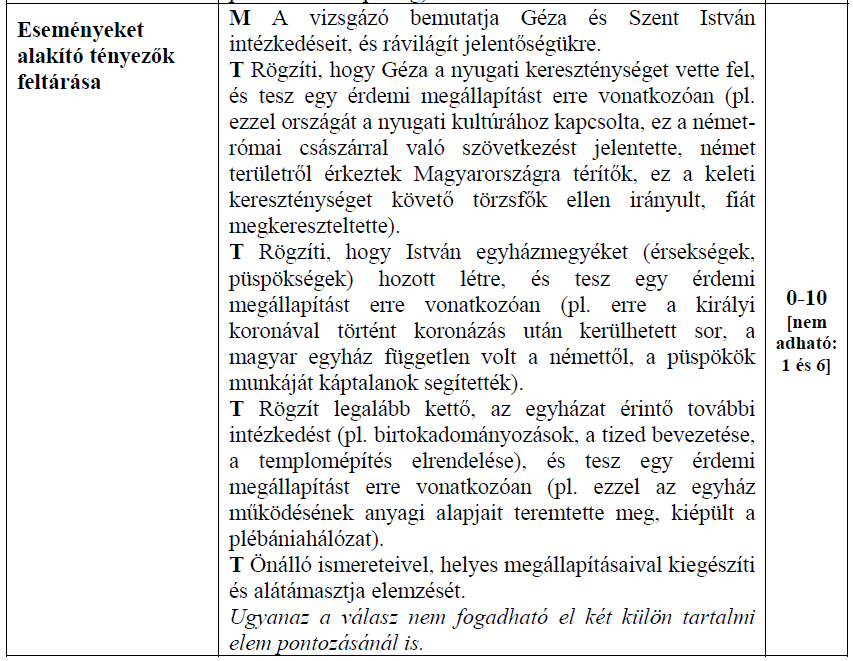 Eseményeket
alakító tényezők
feltárása
M A vizsgázó bemutatja Géza és Szent István
intézkedéseit, és rávilágít jelentőségükre.
T Rögzíti, hogy Géza a nyugati kereszténységet vette fel,
és tesz egy érdemi megállapítást erre vonatkozóan (pl.
ezzel országát a nyugati kultúrához kapcsolta, ez a német-
római császárral való szövetkezést jelentette, német
területről érkeztek Magyarországra térítők, ez a keleti
kereszténységet követő törzsfők ellen irányult, fiát
megkereszteltette).
T Rögzíti, hogy István egyházmegyéket (érsekségek,
püspökségek) hozott létre, és tesz egy érdemi
megállapítást erre vonatkozóan (pl. erre a királyi
koronával történt koronázás után kerülhetett sor, a
magyar egyház független volt a némettől, a püspökök
munkáját káptalanok segítették).
T Rögzít legalább kettő, az egyházat érintő további
intézkedést (pl. birtokadományozások, a tized bevezetése,
a templomépítés elrendelése), és tesz egy érdemi
megállapítást erre vonatkozóan (pl. ezzel az egyház
működésének anyagi alapjait teremtette meg, kiépült a
plébániahálózat).
T Önálló ismereteivel, helyes megállapításaival kiegészíti
és alátámasztja elemzését.
Ugyanaz a válasz nem fogadható el két külön tartalmi
elem pontozásánál is.
0-10
[nem
adható:
1 és 6]